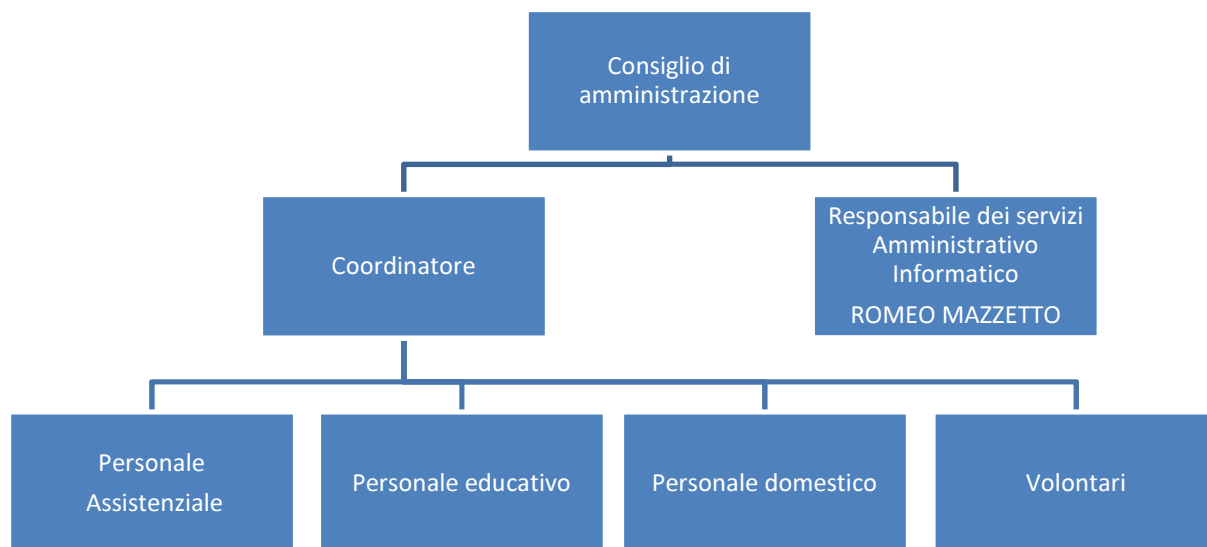 Consiglio di
amministrazione
Coordinatore
Responsabile dei servizi
Amministrativo
Informatico
ROMEO MAZZETTO
Personale
Assistenziale
Personale educativo
Personale domestico
Volontari